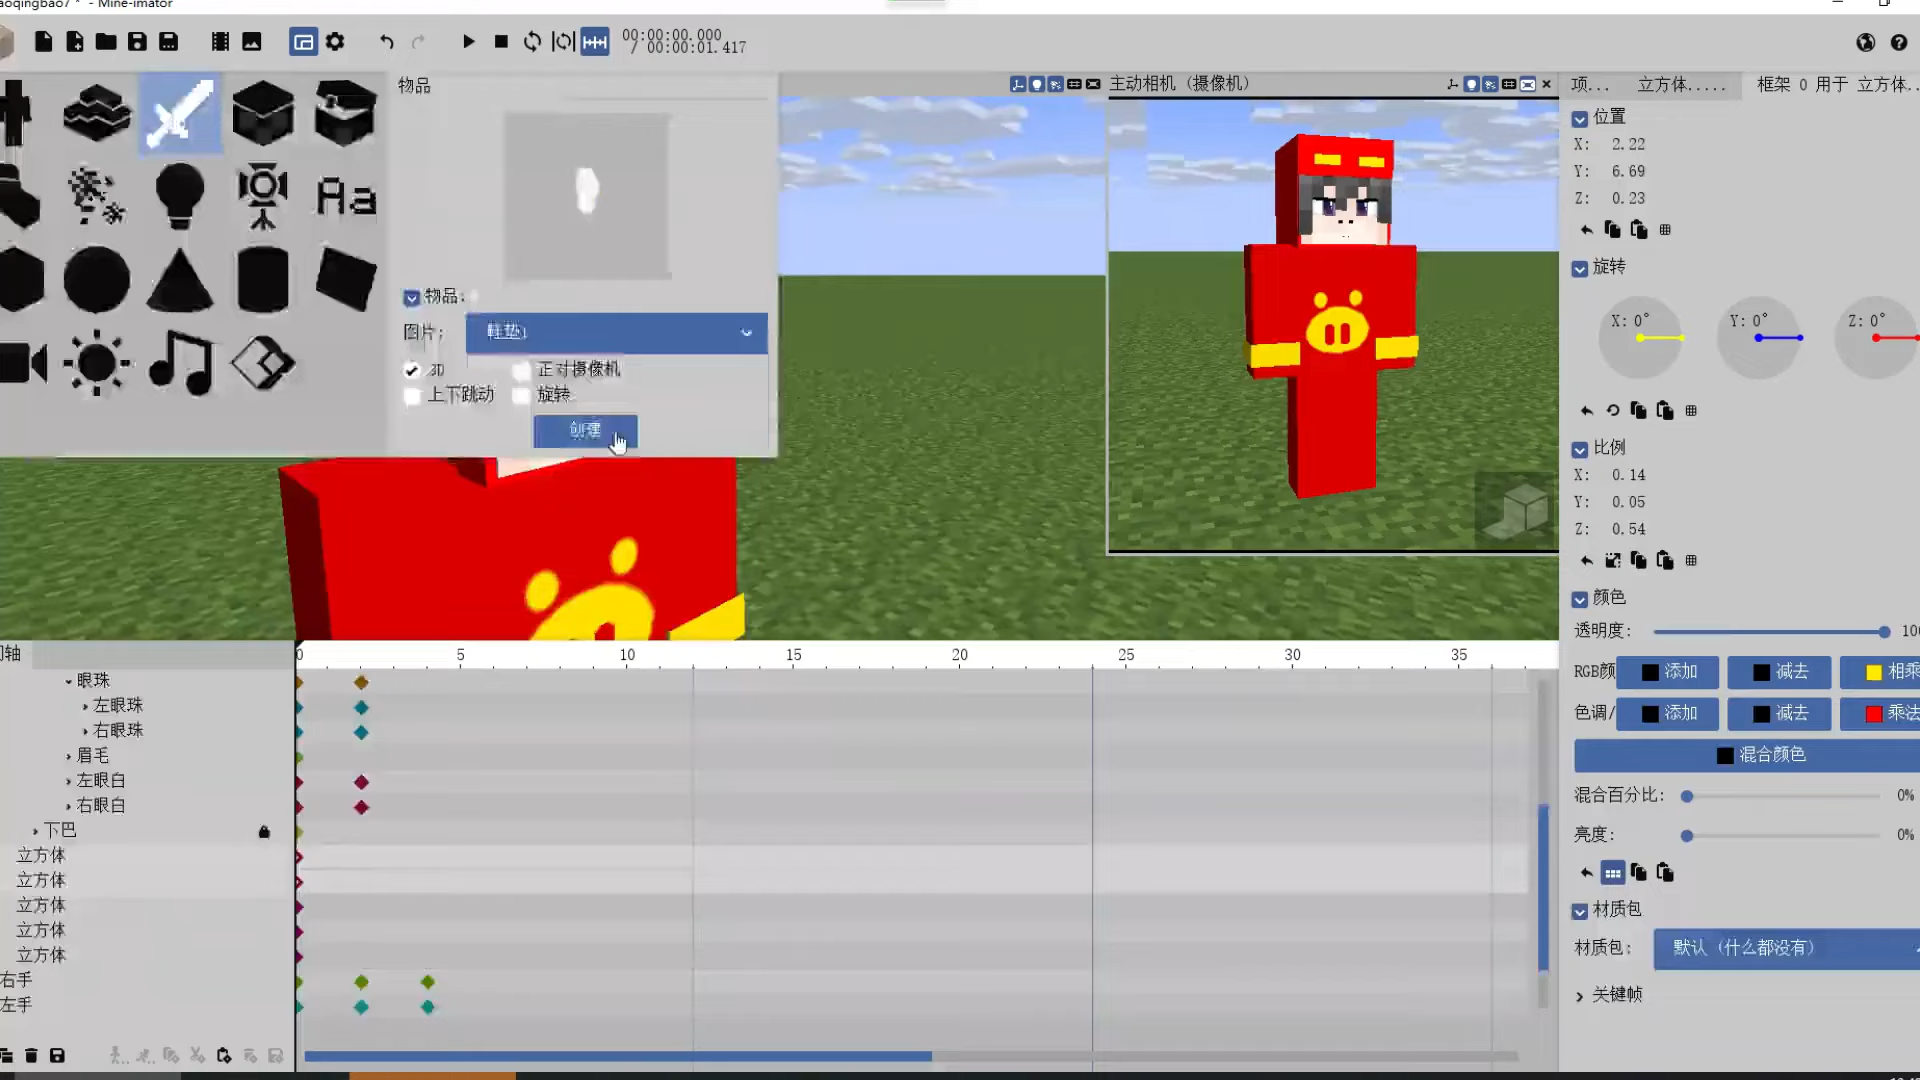 aoqingbao7 * - Mine-imator
00:00:00.000
/ 00:00:01.417
物品
主动相机（摄像机）
项...
立方体.....
框架 0 用于 立方体..
Aa
位置
X: 2.22
Y: 6.69
Z: 0.23
旋转
X: 0°
Y: 0°
Z: 0°
物品:
图片:
鞋垫1
3D
正对摄像机
上下跳动
旋转
创建
比例
X: 0.14
Y: 0.05
Z: 0.54
颜色
透明度:
100
RGB颜
添加
减去
相乘
色调/
添加
减去
乘法
混合颜色
混合百分比:
0%
亮度:
0%
材质包
材质包:
默认（什么都没有）
关键帧
间轴
0
5
10
15
20
25
30
35
眼珠
左眼珠
右眼珠
眉毛
左眼白
右眼白
下巴
立方体
立方体
立方体
立方体
立方体
右手
左手